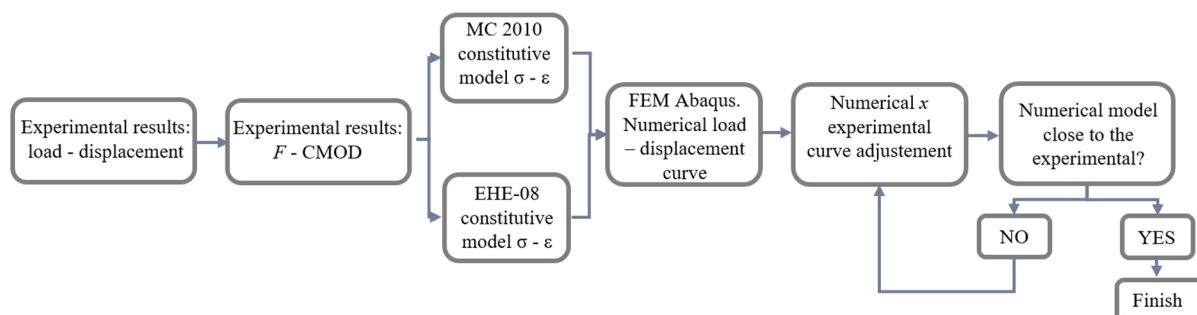 Experimental results:
load - displacement
Experimental results:
F - CMOD
MC 2010
constitutive
model σ - ε
EHE-08
constitutive
model σ - ε
FEM Abaqus.
Numerical load
– displacement
curve
Numerical x
experimental
curve adjustement
Numerical model
close to the
experimental?
NO
YES
Finish